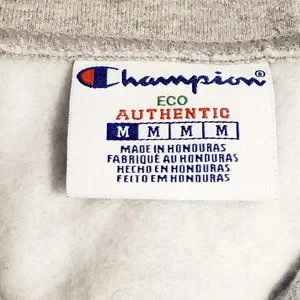 Champion®
ECO
AUTHENTIC
M M M M
MADE IN HONDURAS
FABRIQUÉ AU HONDURAS
HECHO EN HONDURAS
FEITO EM HONDURAS